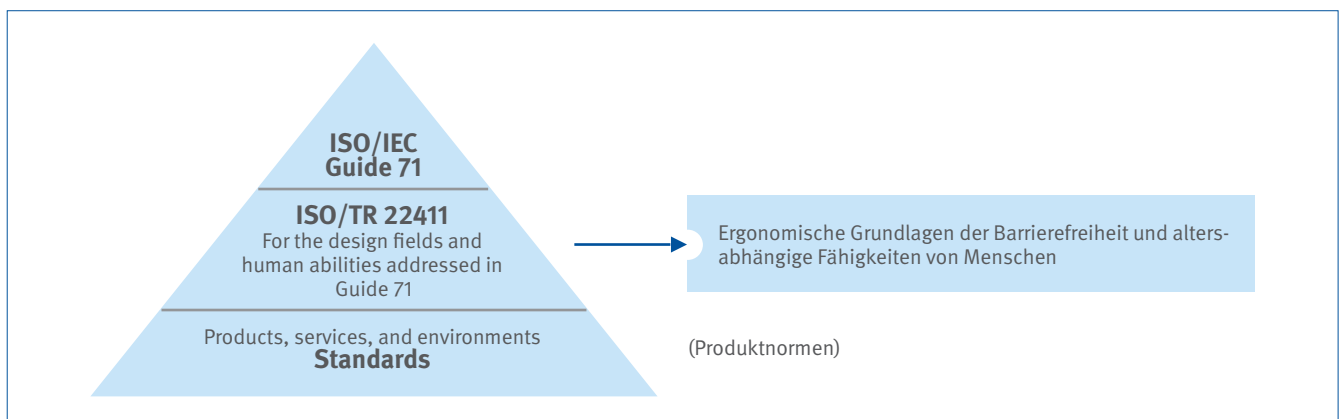 ISO/IEC
Guide 71
ISO/TR 22411
For the design fields and
human abilities addressed in
Guide 71
Ergonomische Grundlagen der Barrierefreiheit und alters-
abhängige Fähigkeiten von Menschen
Products, services, and environments
Standards
(Produktnormen)